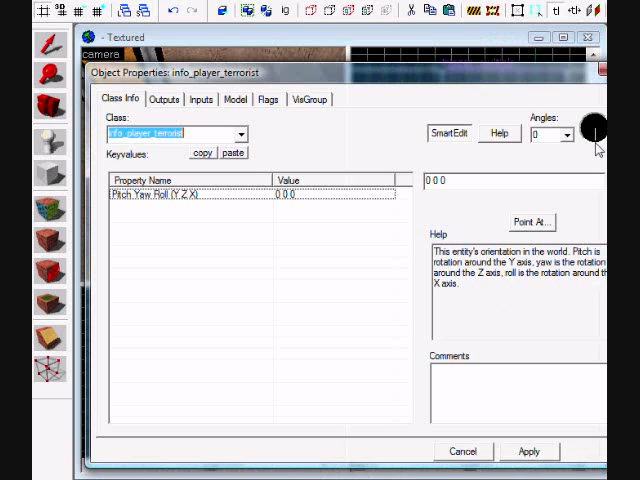 - Textured
camera
Object Properties: info_player_terrorist
Class Info
Outputs
Inputs
Model
Flags
VisGroup
Class:
info_player_terrorist
Keyvalues:
copy
paste
SmartEdit
Help
Angles:
0
Property Name
Value
Pitch Yaw Roll (Y Z X)
0 0 0
0 0 0
Point At...
Help
This entity's orientation in the world. Pitch is
rotation around the Y axis, yaw is the rotation
around the Z axis, roll is the rotation around the
X axis.
Comments
Cancel
Apply